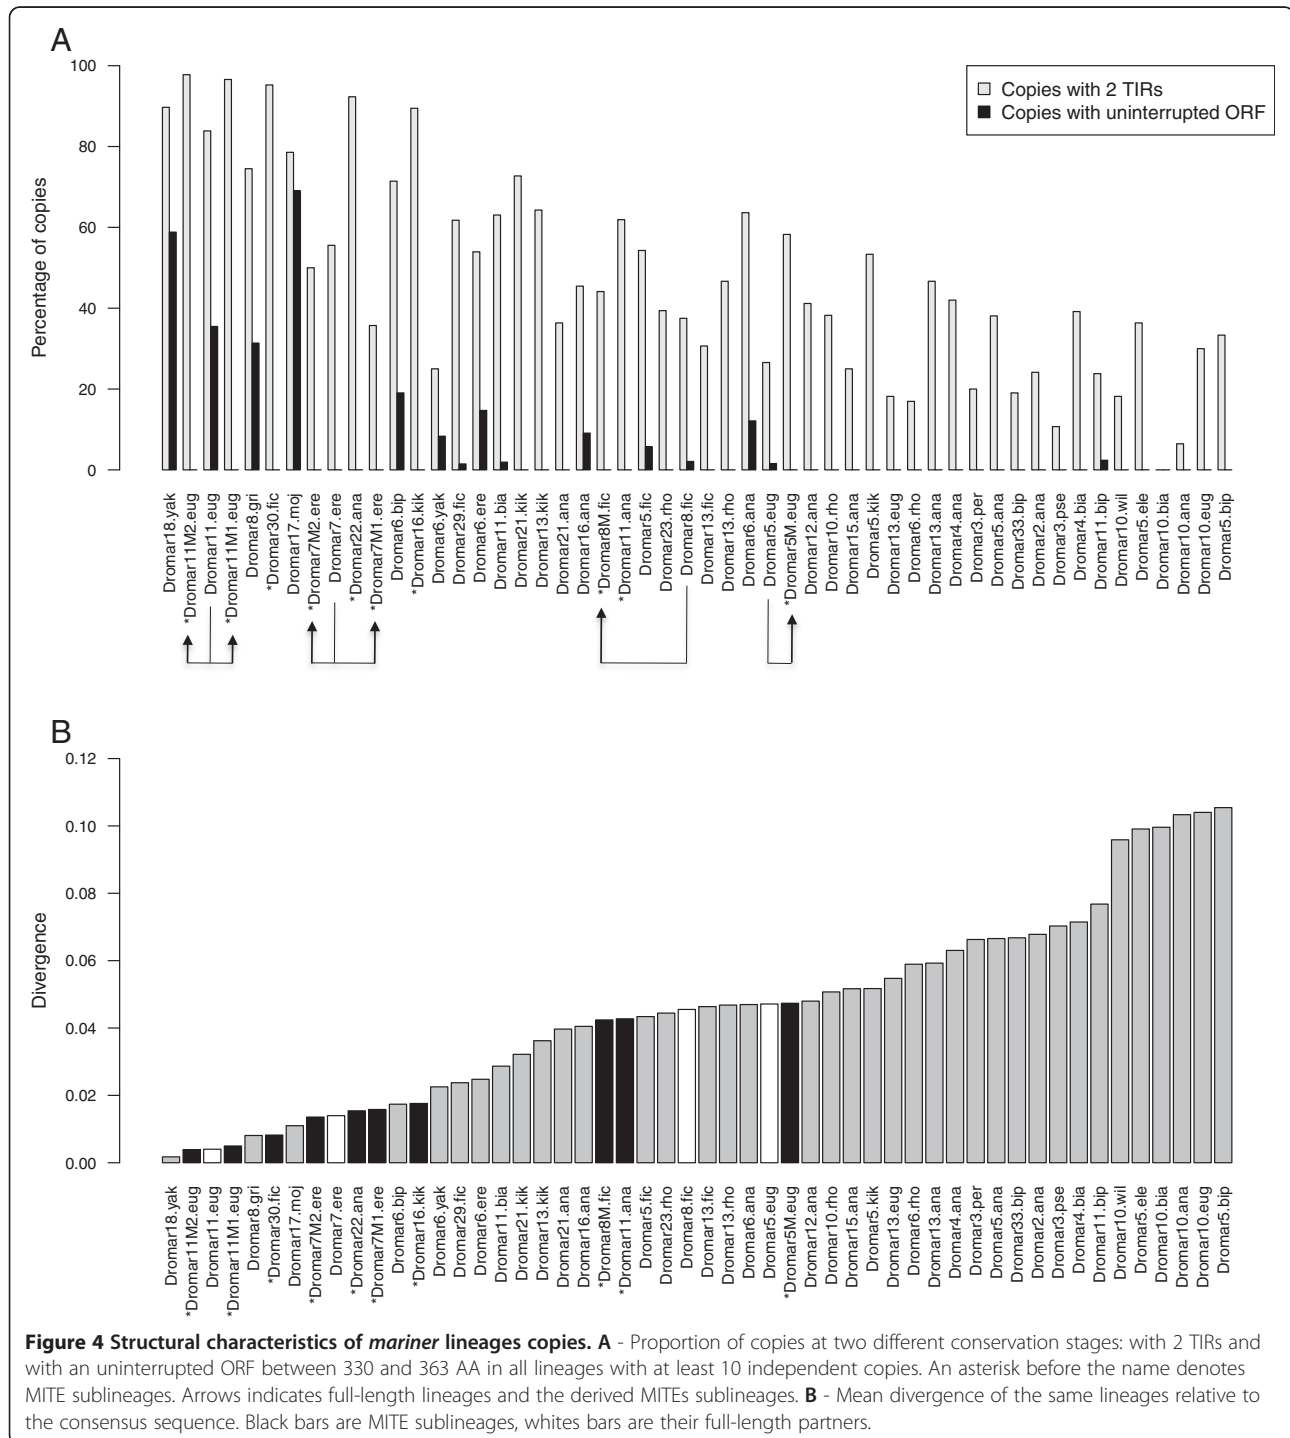 A
100
80
60
40
20
0
Percentage of copies
Copies with 2 TIRs
Copies with uninterrupted ORF
Dromar18.yak
*Dromar11M2.eug
Dromar11.eug
*Dromar11M1.eug
Dromar8.gri
*Dromar30.fic
Dromar17.moj
*Dromar7M2.ere
Dromar7.ere
*Dromar22.ana
*Dromar7M1.ere
Dromar6.bip
*Dromar16.kik
Dromar6.yak
Dromar29.fic
Dromar6.ere
Dromar11.bia
Dromar21.kik
Dromar13.kik
Dromar21.ana
Dromar16.ana
*Dromar8M.fic
*Dromar11.ana
Dromar5.fic
Dromar23.rho
Dromar8.fic
Dromar13.fic
Dromar13.rho
Dromar6.ana
Dromar5.eug
*Dromar5M.eug
Dromar12.ana
Dromar10.rho
Dromar15.ana
Dromar5.kik
Dromar13.eug
Dromar6.rho
Dromar13.ana
Dromar4.ana
Dromar3.per
Dromar5.ana
Dromar33.bip
Dromar2.ana
Dromar3.pse
Dromar4.bia
Dromar11.bip
Dromar10.wil
Dromar5.ele
Dromar10.bia
Dromar10.ana
Dromar10.eug
Dromar5.bip
B
0.12
0.10
0.08
0.06
0.04
0.02
0.00
Divergence
Dromar18.yak
*Dromar11M2.eug
Dromar11.eug
*Dromar11M1.eug
Dromar8.gri
*Dromar30.fic
Dromar17.moj
*Dromar7M2.ere
Dromar7.ere
*Dromar22.ana
*Dromar7M1.ere
Dromar6.bip
*Dromar16.kik
Dromar6.yak
Dromar29.fic
Dromar6.ere
Dromar11.bia
Dromar21.kik
Dromar13.kik
Dromar21.ana
Dromar16.ana
*Dromar8M.fic
*Dromar11.ana
Dromar5.fic
Dromar23.rho
Dromar8.fic
Dromar13.fic
Dromar13.rho
Dromar6.ana
Dromar5.eug
*Dromar5M.eug
Dromar12.ana
Dromar10.rho
Dromar15.ana
Dromar5.kik
Dromar13.eug
Dromar6.rho
Dromar13.ana
Dromar4.ana
Dromar3.per
Dromar5.ana
Dromar33.bip
Dromar2.ana
Dromar3.pse
Dromar4.bia
Dromar11.bip
Dromar10.wil
Dromar5.ele
Dromar10.bia
Dromar10.ana
Dromar10.eug
Dromar5.bip
Figure 4 Structural characteristics of mariner lineages copies. A - Proportion of copies at two different conservation stages: with 2 TIRs and
with an uninterrupted ORF between 330 and 363 AA in all lineages with at least 10 independent copies. An asterisk before the name denotes
MITE sublineages. Arrows indicates full-length lineages and the derived MITEs sublineages. B - Mean divergence of the same lineages relative to
the consensus sequence. Black bars are MITE sublineages, whites bars are their full-length partners.